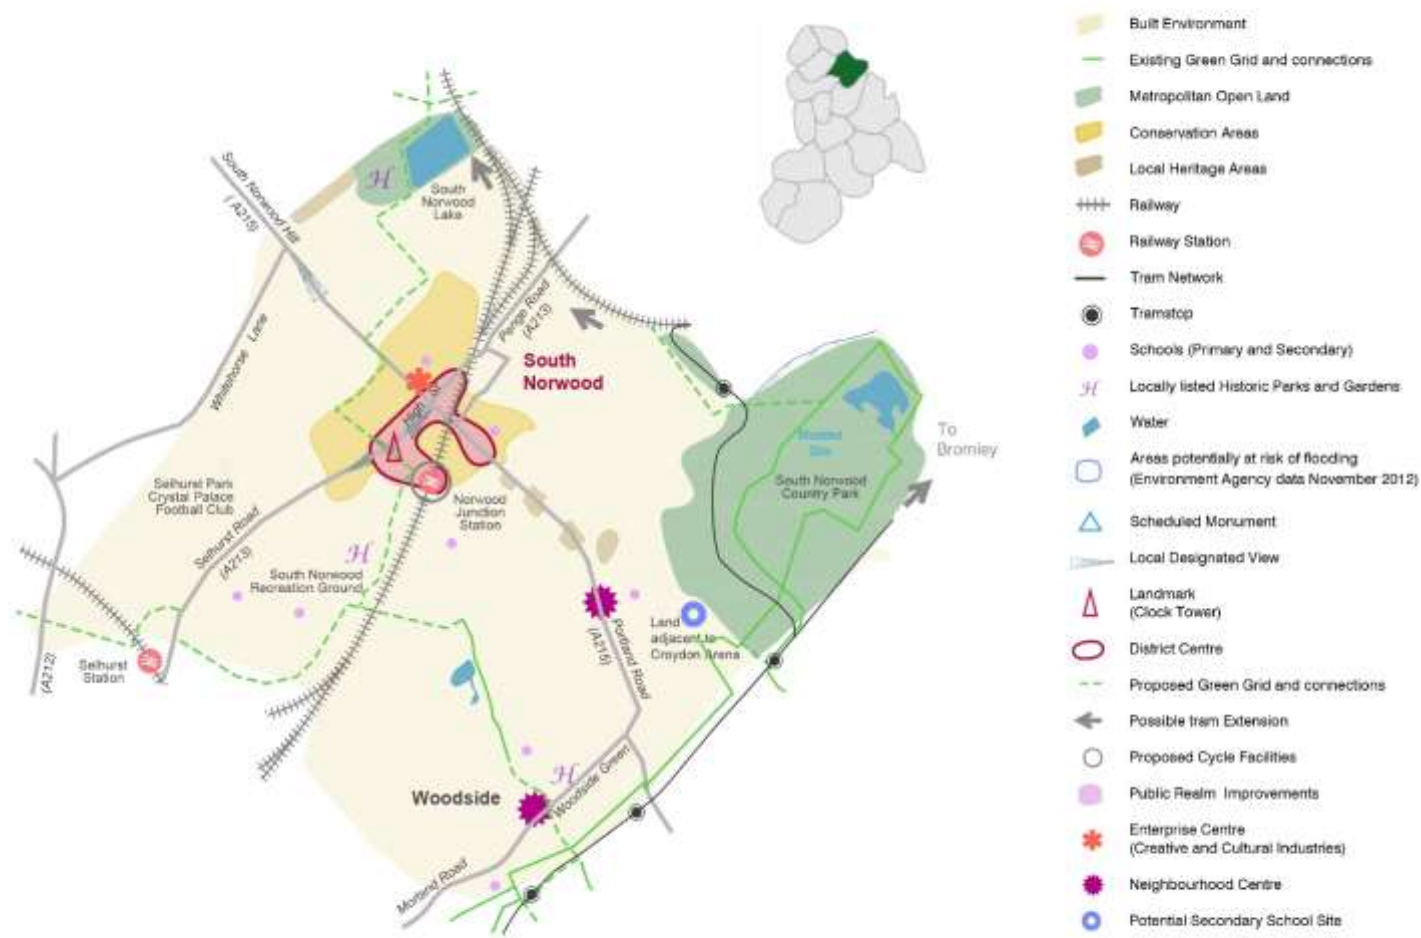 South Norwood Hill
(A215)
South
Norwood
Lake
Whitehorse Lane
Penge Road
(A213)
South
Norwood
High St
To
Bromley
South Norwood
Country Park
Selhurst Park
Crystal Palace
Football Club
Norwood
Junction
Station
Selhurst Road
(A213)
South Norwood
Recreation Ground
Land
adjacent to
Croydon Arena
Portland Road
(A215)
Selhurst
Station
(A212)
Woodside
Woodside Green
Morland Road
Built Environment
Existing Green Grid and connections
Metropolitan Open Land
Conservation Areas
Local Heritage Areas
Railway
Railway Station
Tram Network
Tramstop
Schools (Primary and Secondary)
H
Locally listed Historic Parks and Gardens
Water
Areas potentially at risk of flooding
(Environment Agency data November 2012)
Scheduled Monument
Local Designated View
Landmark
(Clock Tower)
District Centre
Proposed Green Grid and connections
Possible tram Extension
Proposed Cycle Facilities
Public Realm Improvements
Enterprise Centre
(Creative and Cultural Industries)
Neighbourhood Centre
Potential Secondary School Site